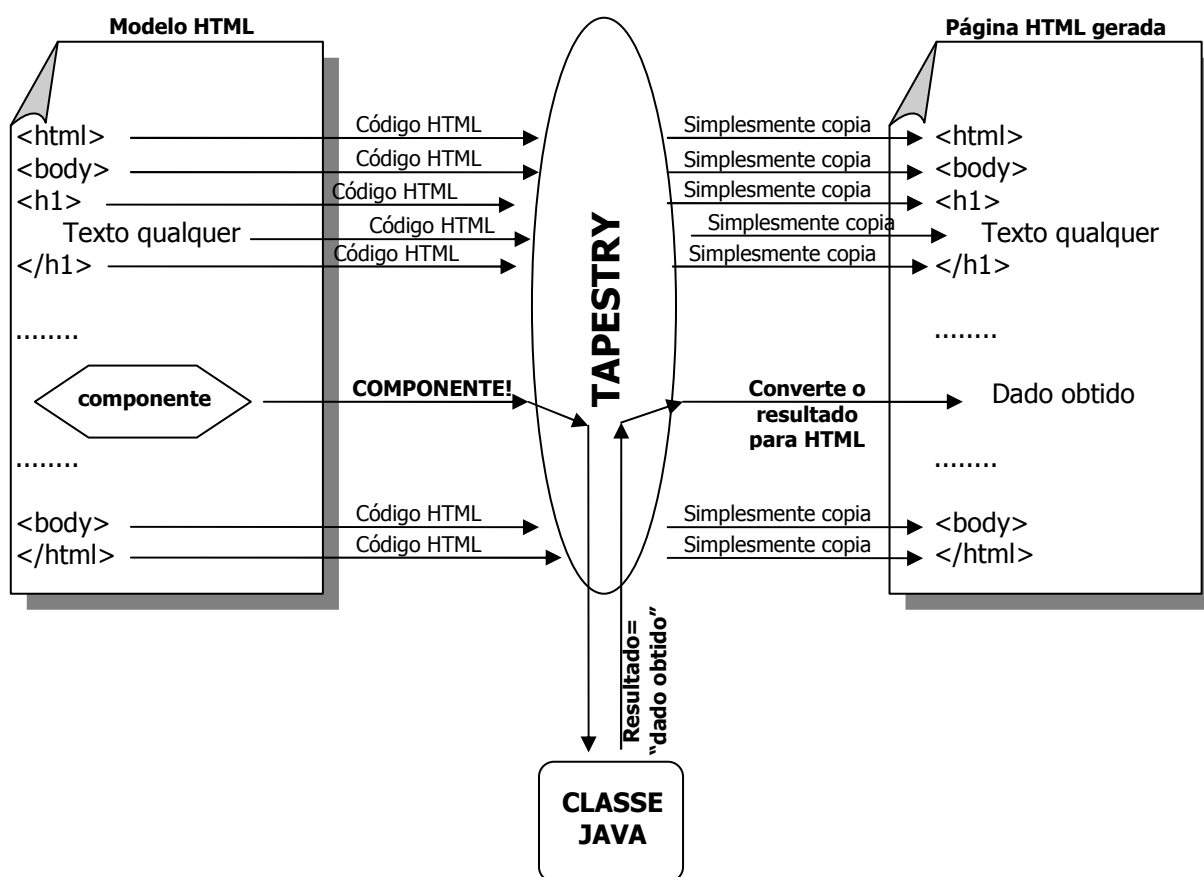 Modelo HTML
Página HTML gerada
<html>
Código HTML
Simplesmente copia
<html>
<body>
Código HTML
Simplesmente copia
<body>
<h1>
Código HTML
Simplesmente copia
<h1>
Texto qualquer
Código HTML
Simplesmente copia
Texto qualquer
</h1>
Código HTML
Simplesmente copia
</h1>
TAPESTRY
........
........
componente
COMPONENTE!
Converte o
resultado
para HTML
Dado obtido
........
........
<body>
Código HTML
Simplesmente copia
<body>
</html>
Código HTML
Simplesmente copia
</html>
Resultado=
“dado obtido”
CLASSE
JAVA